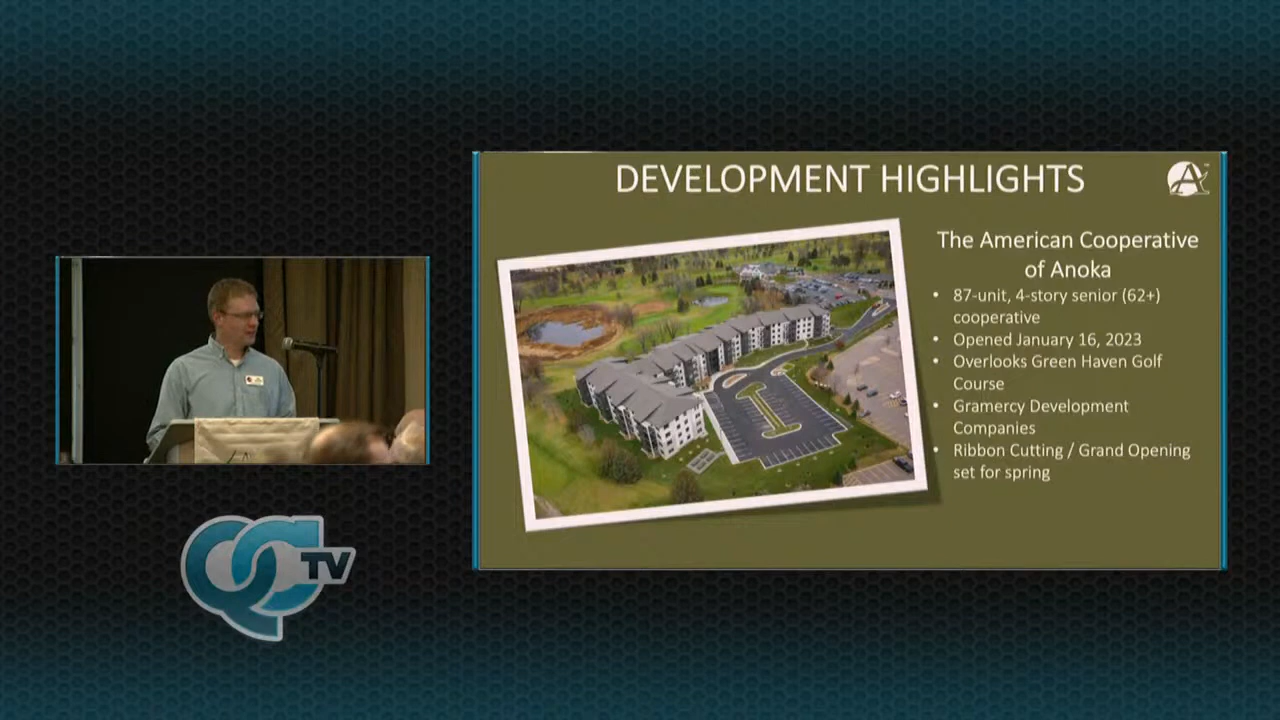 DEVELOPMENT HIGHLIGHTS
A
The American Cooperative
of Anoka
• 87-unit, 4-story senior (62+)
cooperative
• Opened January 16, 2023
• Overlooks Green Haven Golf
Course
• Gramercy Development
Companies
• Ribbon Cutting / Grand Opening
set for spring
QC TV